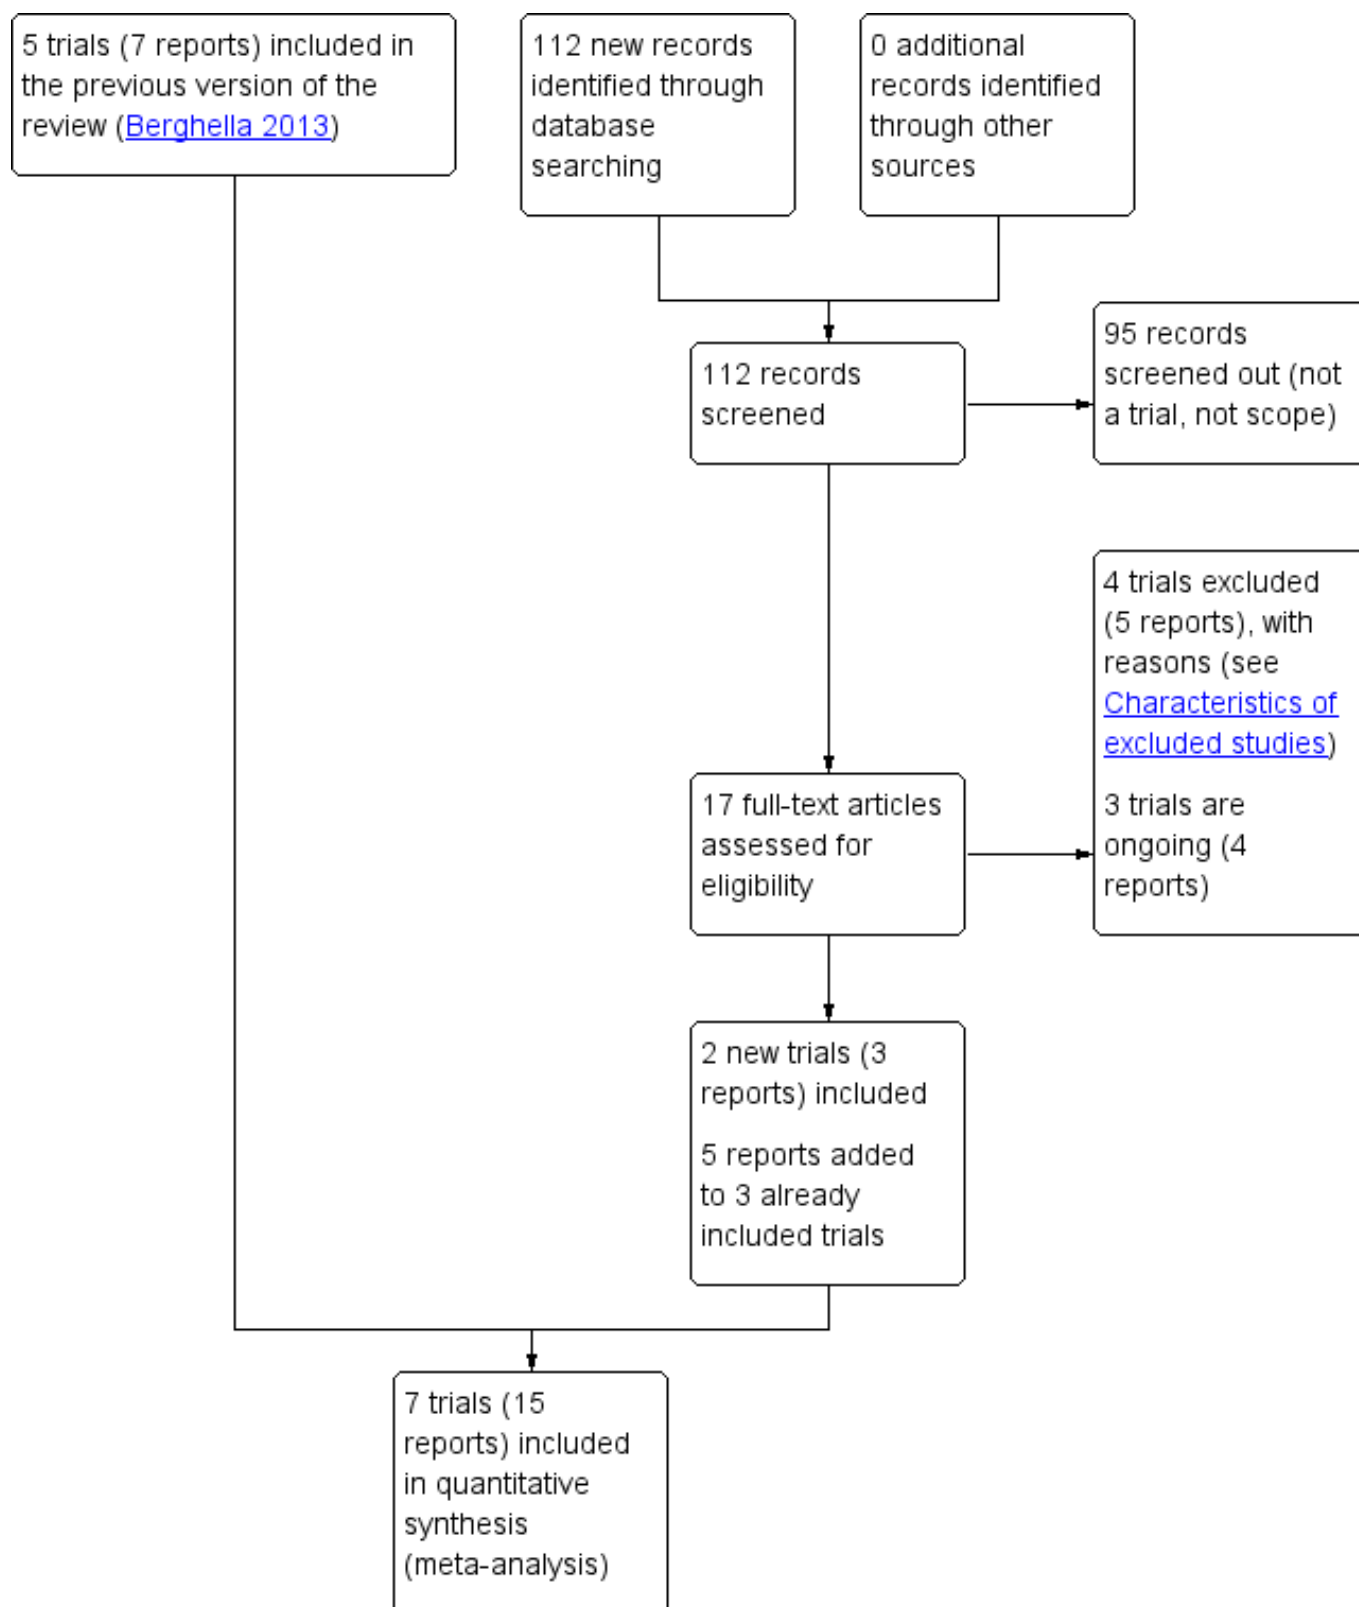 5 trials (7 reports) included in
the previous version of the
review (Berghella 2013)
112 new records
identified through
database
searching
0 additional
records identified
through other
sources
112 records
screened
95 records
screened out (not
a trial, not scope)
17 full-text articles
assessed for
eligibility
4 trials excluded
(5 reports), with
reasons (see
Characteristics of
excluded studies)
3 trials are
ongoing (4
reports)
2 new trials (3
reports) included
5 reports added
to 3 already
included trials
7 trials (15
reports) included
in quantitative
synthesis
(meta-analysis)